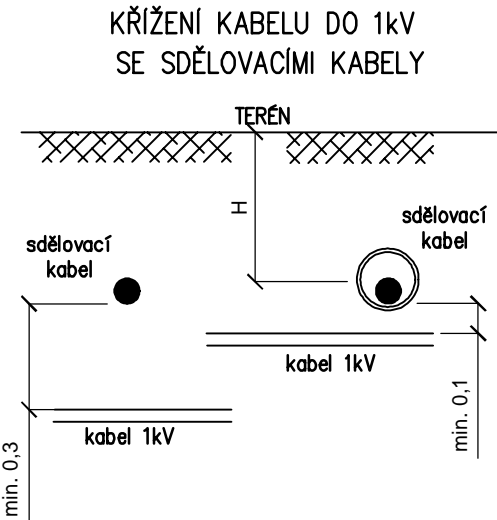 KŘÍŽENÍ KABELU DO 1kV
SE SDĚLOVACÍMI KABELY
TERÉN
H
sdělovací
kabel
sdělovací
kabel
kabel 1kV
min. 0,1
kabel 1kV
min. 0,3